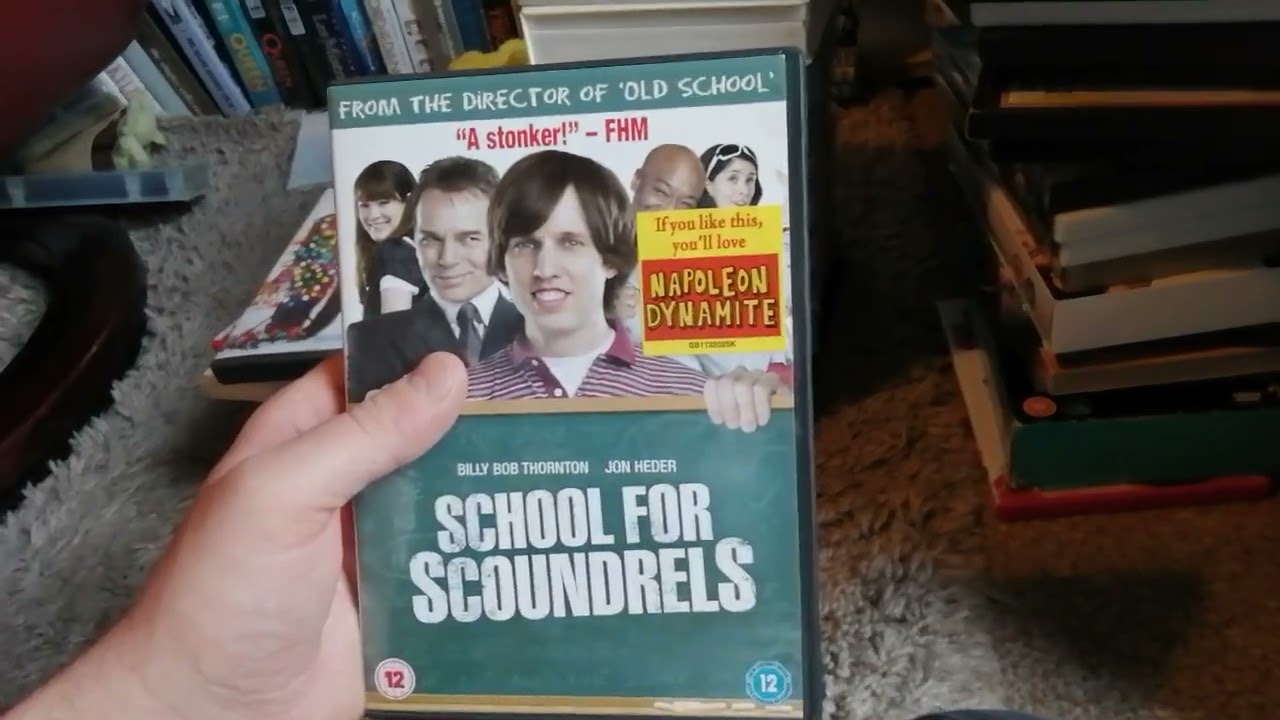 QUEEN
FROM THE DIRECTOR OF 'OLD SCHOOL'
“A stonker!” – FHM
If you like this,
you'll love
NAPOLEON
DYNAMITE
BILLY BOB THORNTON JON HEDER
SCHOOL FOR
SCOUNDRELS
12 12